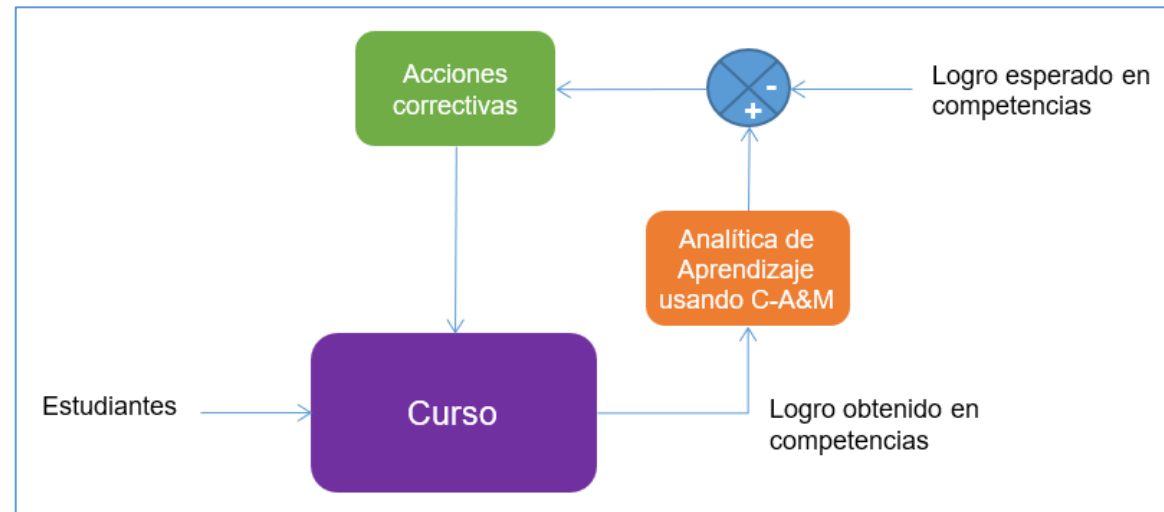 Acciones
correctivas
-
+
Logro esperado en
competencias
Analítica de
Aprendizaje
usando C-A&M
Estudiantes
Curso
Logro obtenido en
competencias